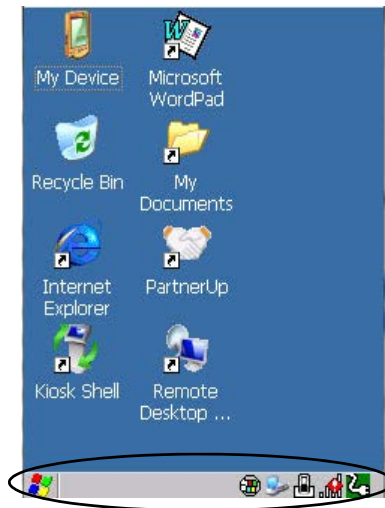 My Device
Microsoft
WordPad
Recycle Bin
My
Documents
Internet
Explorer
PartnerUp
Kiosk Shell
Remote
Desktop ...